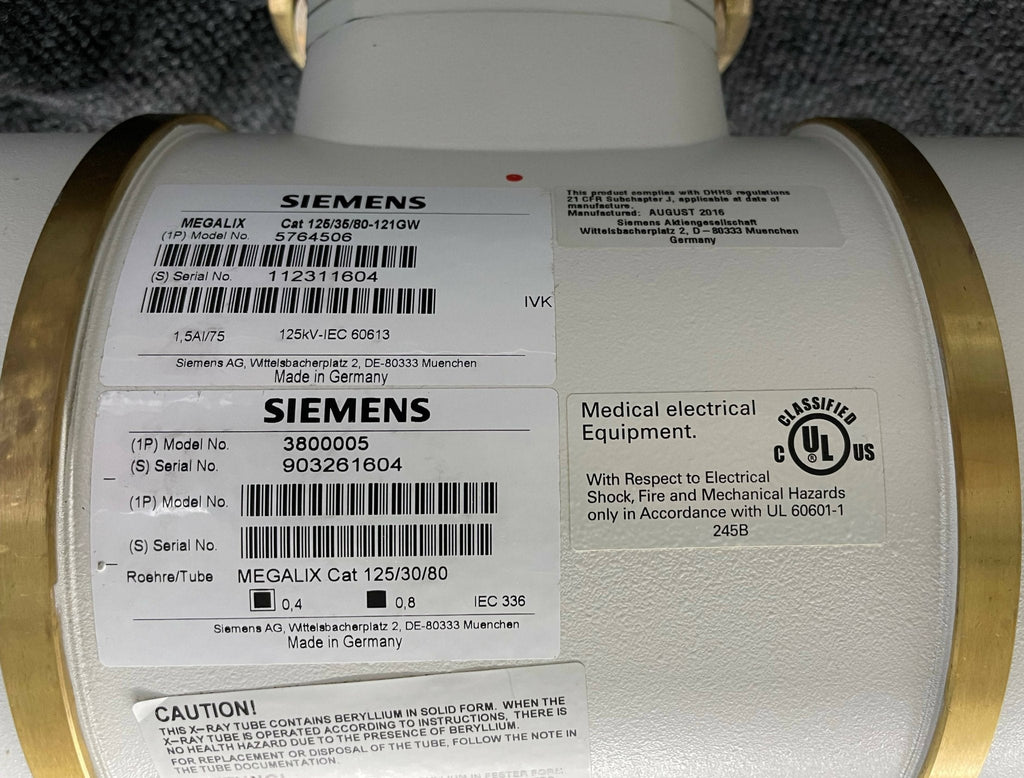 SIEMENS
MEGALIX Cat 125/35/80-121GW
(1P) Model No. 5764506
(S) Serial No. 112311604
IVK
1,5Al/75 125kV-IEC 60613
Siemens AG, Wittelsbacherplatz 2, DE-80333 Muenchen
Made in Germany
This product complies with DHHS regulations
21 CFR Subchapter J, applicable at date of
manufacture.
Manufactured: AUGUST 2016
Siemens Aktiengesellschaft
Wittelsbacherplatz 2, D-80333 Muenchen
Germany
SIEMENS
(1P) Model No. 3800005
(S) Serial No. 903261604
(1P) Model No.
(S) Serial No.
Roehre/Tube MEGALIX Cat 125/30/80
0,4 0,8 IEC 336
Siemens AG, Wittelsbacherplatz 2, DE-80333 Muenchen
Made in Germany
Medical electrical
Equipment.
CLASSIFIED
C UL ® US
With Respect to Electrical
Shock, Fire and Mechanical Hazards
only in Accordance with UL 60601-1
245B
CAUTION!
THIS X-RAY TUBE CONTAINS BERYLLIUM IN SOLID FORM. WHEN THE
X-RAY TUBE IS OPERATED ACCORDING TO INSTRUCTIONS, THERE IS
NO HEALTH HAZARD DUE TO THE PRESENCE OF BERYLLIUM.
FOR REPLACEMENT OR DISPOSAL OF THE TUBE, FOLLOW THE NOTE IN
THE TUBE DOCUMENTATION.